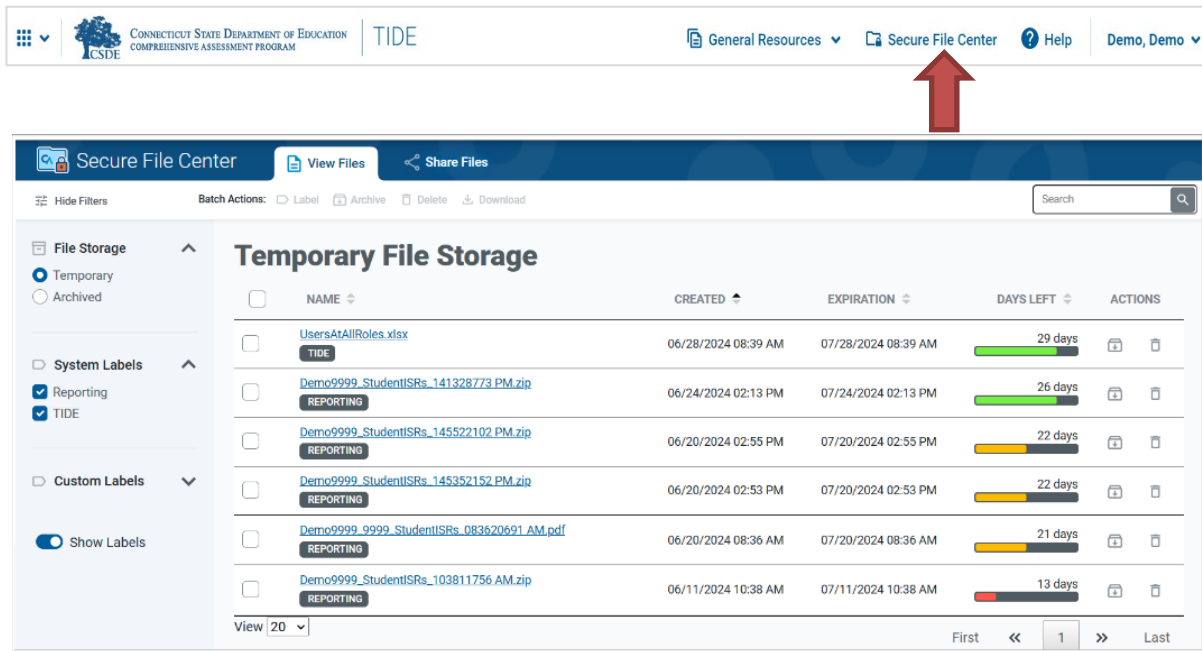 CONNECTICUT STATE DEPARTMENT OF EDUCATION
COMPREHENSIVE ASSESSMENT PROGRAM
CSDE
TIDE
General Resources
Secure File Center
? Help
Demo, Demo
Secure File Center
View Files
Share Files
Hide Filters
Batch Actions: Label Archive Delete Download
Search
File Storage
Temporary
Archived
System Labels
Reporting
TIDE
Custom Labels
Show Labels
Temporary File Storage
NAME CREATED EXPIRATION DAYS LEFT ACTIONS
UsersAtAllRoles.xlsx
TIDE
06/28/2024 08:39 AM 07/28/2024 08:39 AM 29 days
Demo9999_StudentISRs_141328773 PM.zip
REPORTING
06/24/2024 02:13 PM 07/24/2024 02:13 PM 26 days
Demo9999_StudentISRs_145522102 PM.zip
REPORTING
06/20/2024 02:55 PM 07/20/2024 02:55 PM 22 days
Demo9999_StudentISRs_145352152 PM.zip
REPORTING
06/20/2024 02:53 PM 07/20/2024 02:53 PM 22 days
Demo9999_9999_StudentISRs_083620691 AM.pdf
REPORTING
06/20/2024 08:36 AM 07/20/2024 08:36 AM 21 days
Demo9999_StudentISRs_103811756 AM.zip
REPORTING
06/11/2024 10:38 AM 07/11/2024 10:38 AM 13 days
View 20
First « 1 » Last